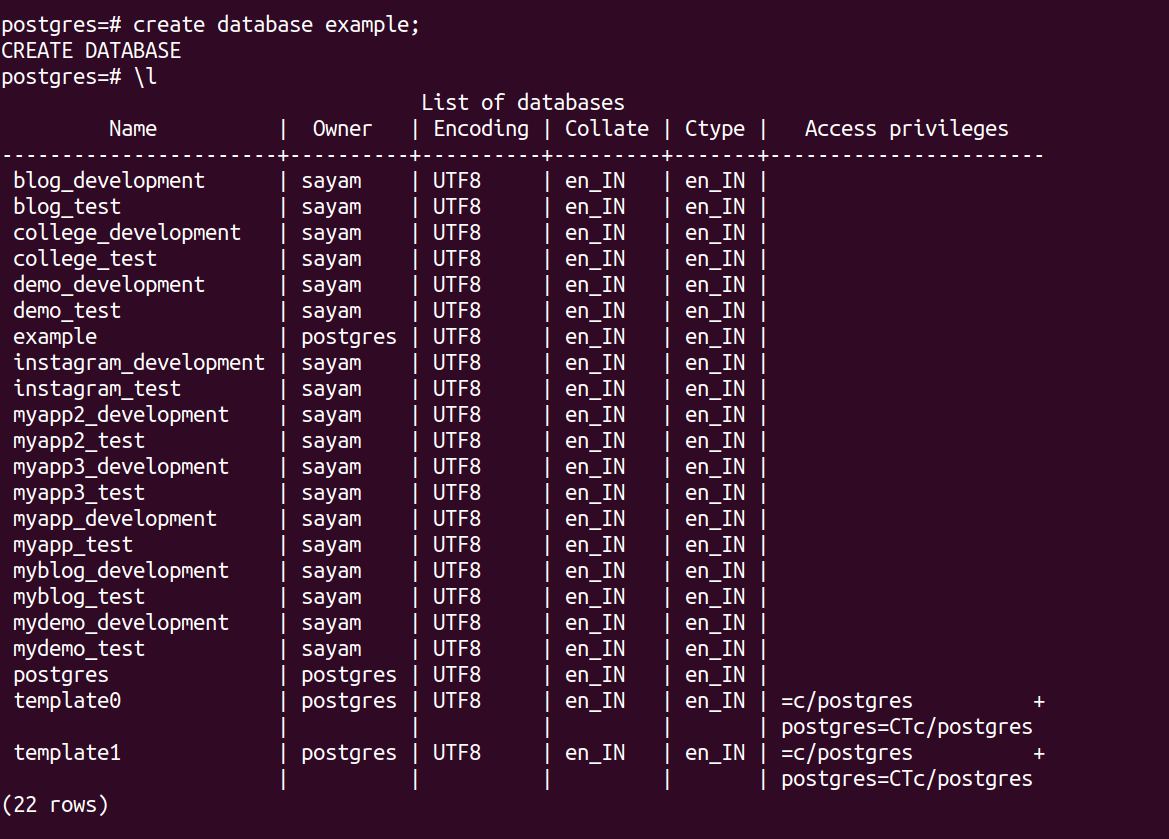 postgres=# create database example;
CREATE DATABASE
postgres=# \l
                                   List of databases
         Name          |  Owner   | Encoding | Collate | Ctype |   Access privileges
-----------------------+----------+----------+---------+-------+-----------------------
 blog_development      | sayam    | UTF8     | en_IN   | en_IN |
 blog_test             | sayam    | UTF8     | en_IN   | en_IN |
 college_development   | sayam    | UTF8     | en_IN   | en_IN |
 college_test          | sayam    | UTF8     | en_IN   | en_IN |
 demo_development      | sayam    | UTF8     | en_IN   | en_IN |
 demo_test             | sayam    | UTF8     | en_IN   | en_IN |
 example               | postgres | UTF8     | en_IN   | en_IN |
 instagram_development | sayam    | UTF8     | en_IN   | en_IN |
 instagram_test        | sayam    | UTF8     | en_IN   | en_IN |
 myapp2_development    | sayam    | UTF8     | en_IN   | en_IN |
 myapp2_test           | sayam    | UTF8     | en_IN   | en_IN |
 myapp3_development    | sayam    | UTF8     | en_IN   | en_IN |
 myapp3_test           | sayam    | UTF8     | en_IN   | en_IN |
 myapp_development     | sayam    | UTF8     | en_IN   | en_IN |
 myapp_test            | sayam    | UTF8     | en_IN   | en_IN |
 myblog_development    | sayam    | UTF8     | en_IN   | en_IN |
 myblog_test           | sayam    | UTF8     | en_IN   | en_IN |
 mydemo_development    | sayam    | UTF8     | en_IN   | en_IN |
 mydemo_test           | sayam    | UTF8     | en_IN   | en_IN |
 postgres              | postgres | UTF8     | en_IN   | en_IN |
 template0             | postgres | UTF8     | en_IN   | en_IN | =c/postgres          +
                       |          |          |         |       | postgres=CTc/postgres
 template1             | postgres | UTF8     | en_IN   | en_IN | =c/postgres          +
                       |          |          |         |       | postgres=CTc/postgres
(22 rows)